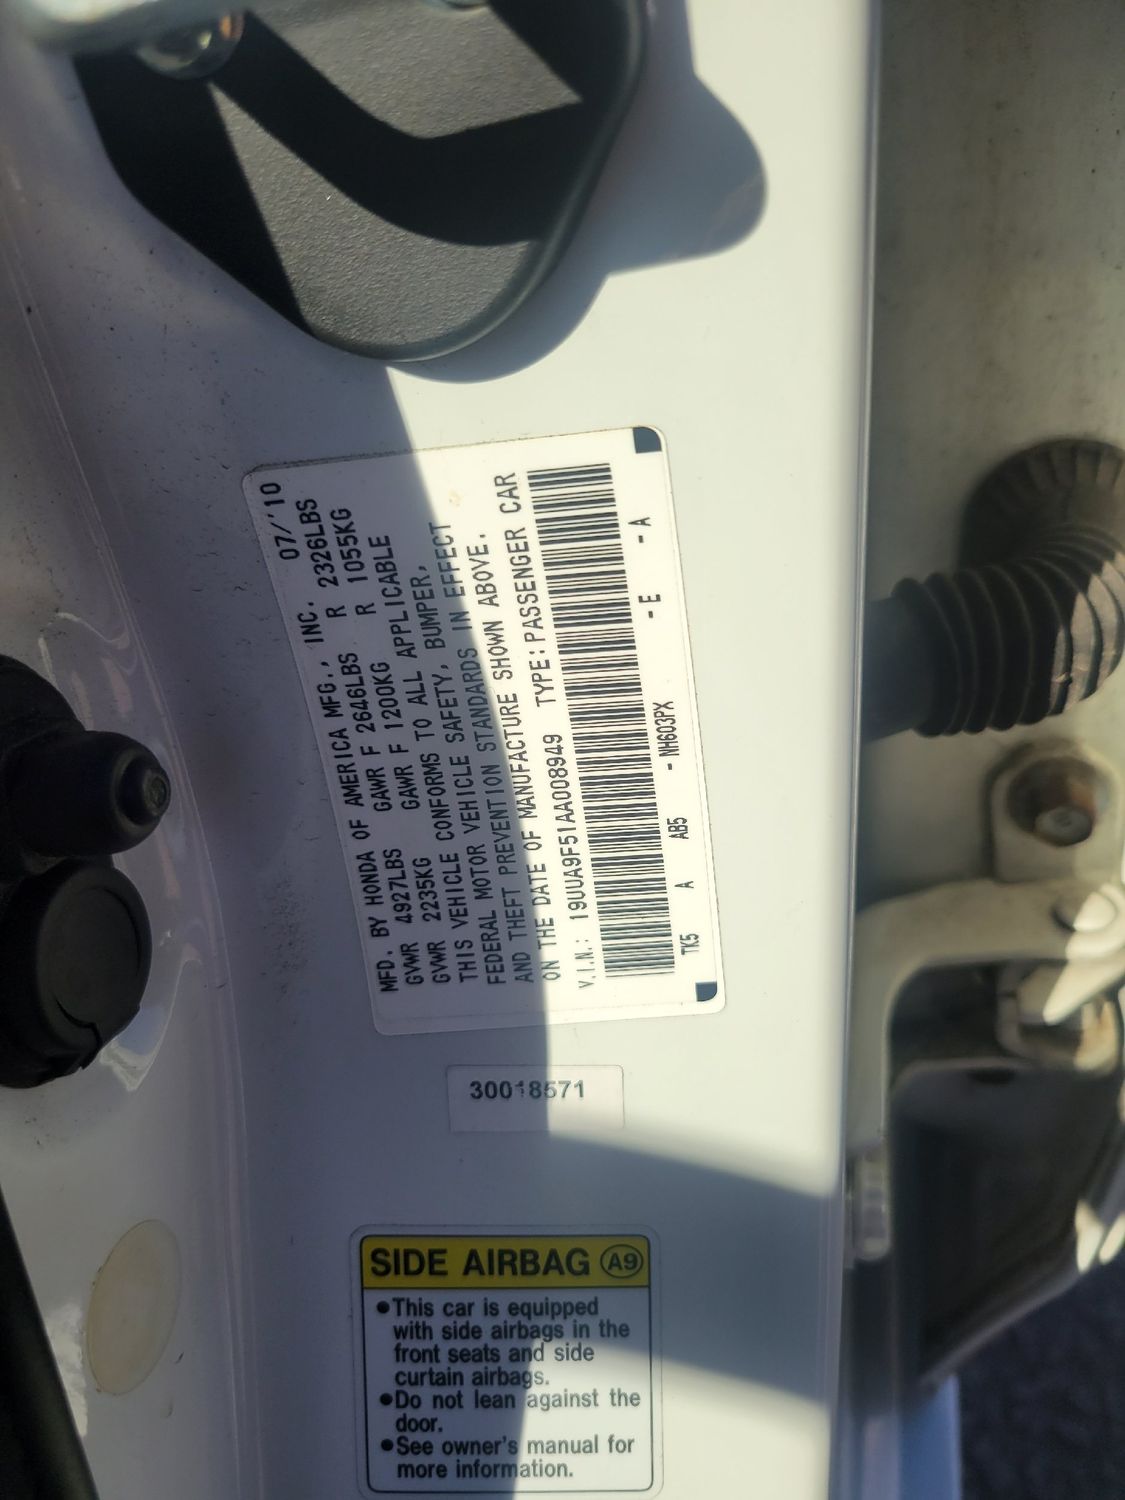 MFD. BY HONDA OF AMERICA MFG., INC. 07/'10
GVWR 4927LBS GAWR F 2646LBS R 2326LBS
GVWR 2235KG GAWR F 1200KG R 1055KG
THIS VEHICLE CONFORMS TO ALL APPLICABLE
FEDERAL MOTOR VEHICLE SAFETY, BUMPER,
AND THEFT PREVENTION STANDARDS IN EFFECT
ON THE DATE OF MANUFACTURE SHOWN ABOVE.
V.I.N.: 19UUA9F51AA008949 TYPE:PASSENGER CAR
TK5 A AB5 - NH603PX - E - A
30018571
SIDE AIRBAG A9
●This car is equipped
with side airbags in the
front seats and side
curtain airbags.
●Do not lean against the
door.
●See owner's manual for
more information.